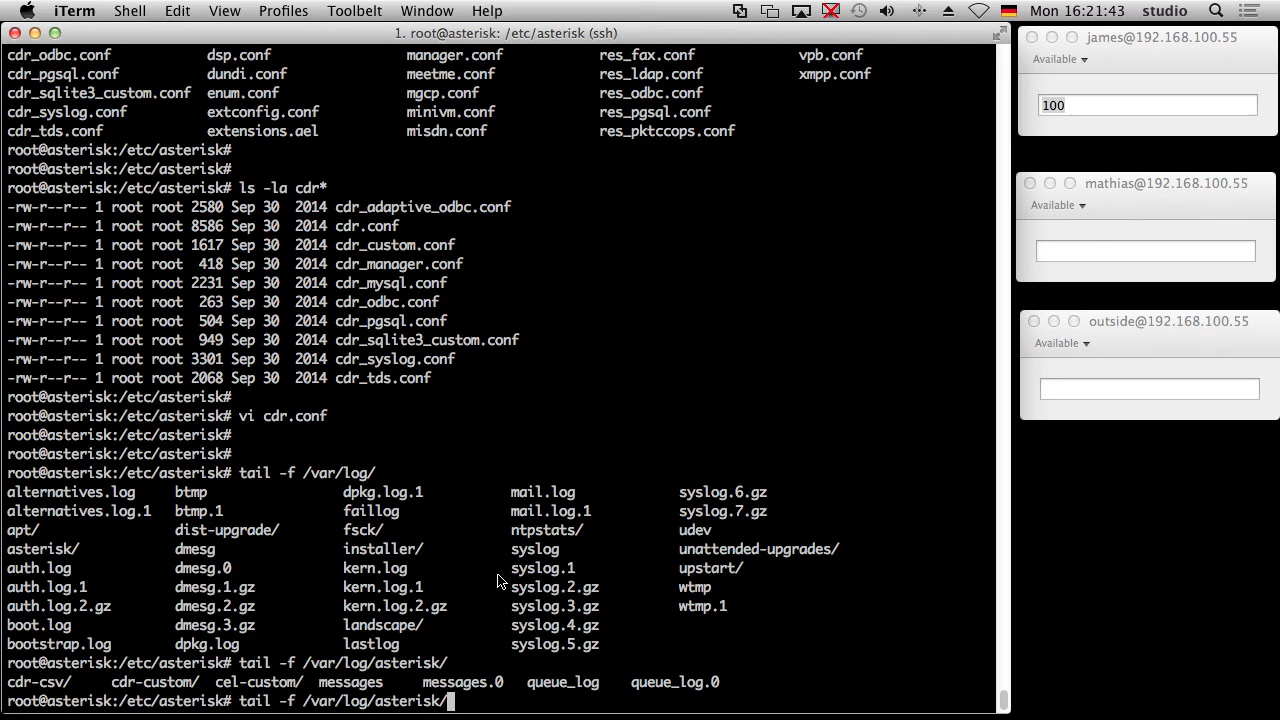 iTerm Shell Edit View Profiles Toolbelt Window Help Mon 16:21:43 studio
1. root@asterisk: /etc/asterisk (ssh)
cdr_odbc.conf dsp.conf manager.conf res_fax.conf vpb.conf
cdr_pgsql.conf dundi.conf meetme.conf res_ldap.conf xmpp.conf
cdr_sqlite3_custom.conf enum.conf mgcp.conf res_odbc.conf
cdr_syslog.conf extconfig.conf minivm.conf res_pgsql.conf
cdr_tds.conf extensions.ael misdn.conf res_pktccops.conf
root@asterisk:/etc/asterisk#
root@asterisk:/etc/asterisk#
root@asterisk:/etc/asterisk# ls -la cdr*
-rw-r--r-- 1 root root 2580 Sep 30 2014 cdr_adaptive_odbc.conf
-rw-r--r-- 1 root root 8586 Sep 30 2014 cdr.conf
-rw-r--r-- 1 root root 1617 Sep 30 2014 cdr_custom.conf
-rw-r--r-- 1 root root 418 Sep 30 2014 cdr_manager.conf
-rw-r--r-- 1 root root 2231 Sep 30 2014 cdr_mysql.conf
-rw-r--r-- 1 root root 263 Sep 30 2014 cdr_odbc.conf
-rw-r--r-- 1 root root 504 Sep 30 2014 cdr_pgsql.conf
-rw-r--r-- 1 root root 949 Sep 30 2014 cdr_sqlite3_custom.conf
-rw-r--r-- 1 root root 3301 Sep 30 2014 cdr_syslog.conf
-rw-r--r-- 1 root root 2068 Sep 30 2014 cdr_tds.conf
root@asterisk:/etc/asterisk#
root@asterisk:/etc/asterisk# vi cdr.conf
root@asterisk:/etc/asterisk#
root@asterisk:/etc/asterisk#
root@asterisk:/etc/asterisk# tail -f /var/log/
alternatives.log btmp dpkg.log.1 mail.log syslog.6.gz
alternatives.log.1 btmp.1 faillog mail.log.1 syslog.7.gz
apt/ dist-upgrade/ fsck/ ntpstats/ udev
asterisk/ dmesg installer/ syslog unattended-upgrades/
auth.log dmesg.0 kern.log syslog.1 upstart/
auth.log.1 dmesg.1.gz kern.log.1 syslog.2.gz wtmp
auth.log.2.gz dmesg.2.gz kern.log.2.gz syslog.3.gz wtmp.1
boot.log dmesg.3.gz landscape/ syslog.4.gz
bootstrap.log dpkg.log lastlog syslog.5.gz
root@asterisk:/etc/asterisk# tail -f /var/log/asterisk/
cdr-csv/ cdr-custom/ cel-custom/ messages messages.0 queue_log queue_log.0
root@asterisk:/etc/asterisk# tail -f /var/log/asterisk/
james@192.168.100.55
Available
100
mathias@192.168.100.55
Available
outside@192.168.100.55
Available